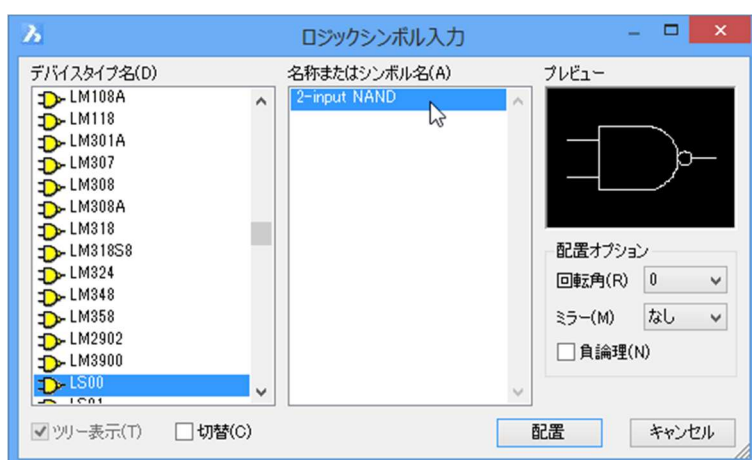 ロジックシンボル入力
デバイスタイプ名(D)
LM108A
LM118
LM301A
LM307
LM308
LM308A
LM318
LM318S8
LM324
LM348
LM358
LM2902
LM3900
LS00
LS01
名称またはシンボル名(A)
2-input NAND
プレビュー
配置オプション
回転角(R) 0
ミラー(M) なし
負論理(N)
ツリー表示(T) 切替(C)
配置 キャンセル